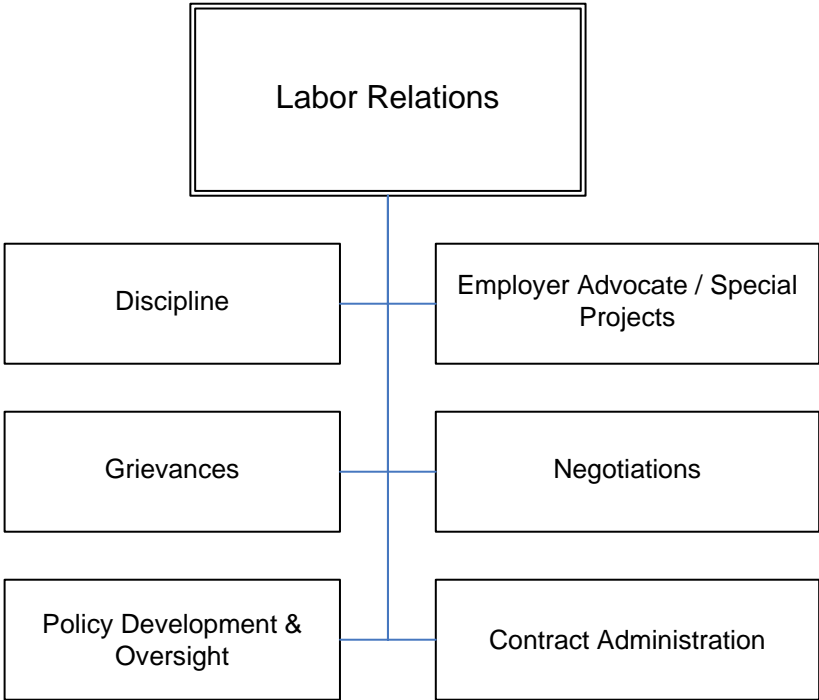 Labor Relations
Discipline
Employer Advocate / Special
Projects
Grievances
Negotiations
Policy Development &
Oversight
Contract Administration